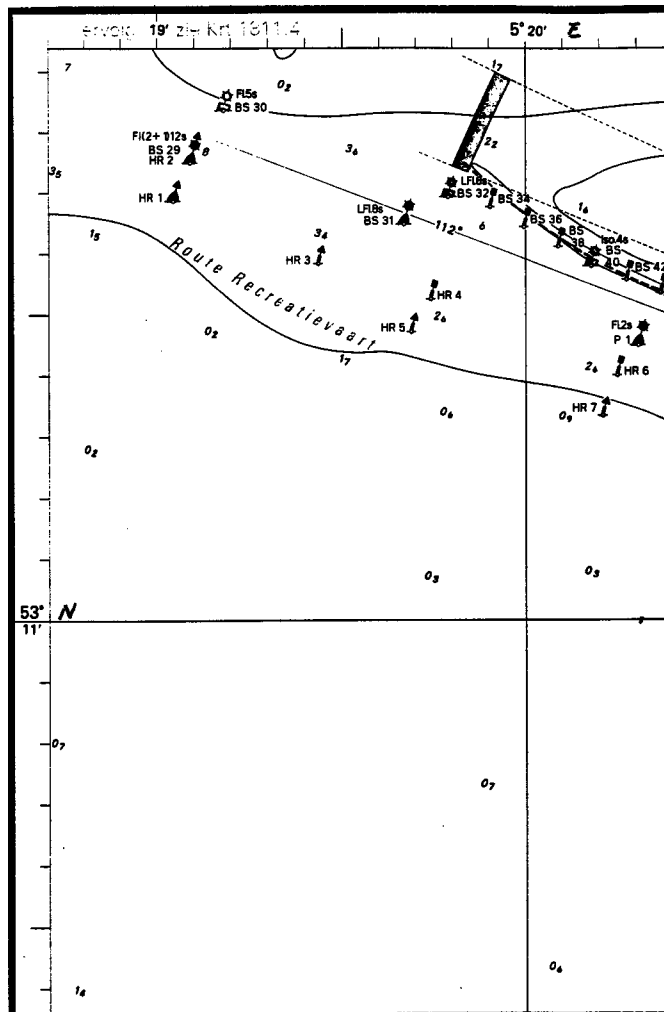 19'
zie Krt 1811.4
5° 20' E
7
0₂
1₇
Fl.5s
BS 30
Fl(2+1)12s
BS 29
8
HR 2
3₆
2₂
3₅
LFl.8s
BS 32
BS 34
HR 1
LFl.8s
BS 31
112°
6
BS 36
1₆
1₅
3₄
BS
38
Iso.4s
BS
40
BS 42
Route Recreatievaart
HR 3
HR 4
0₂
HR 5
2₆
Fl.2s
P 1
1₇
2₆
HR 6
HR 7
0₆
0₉
0₂
0₃
0₃
53° N
11'
0₇
0₇
0₆
1₄